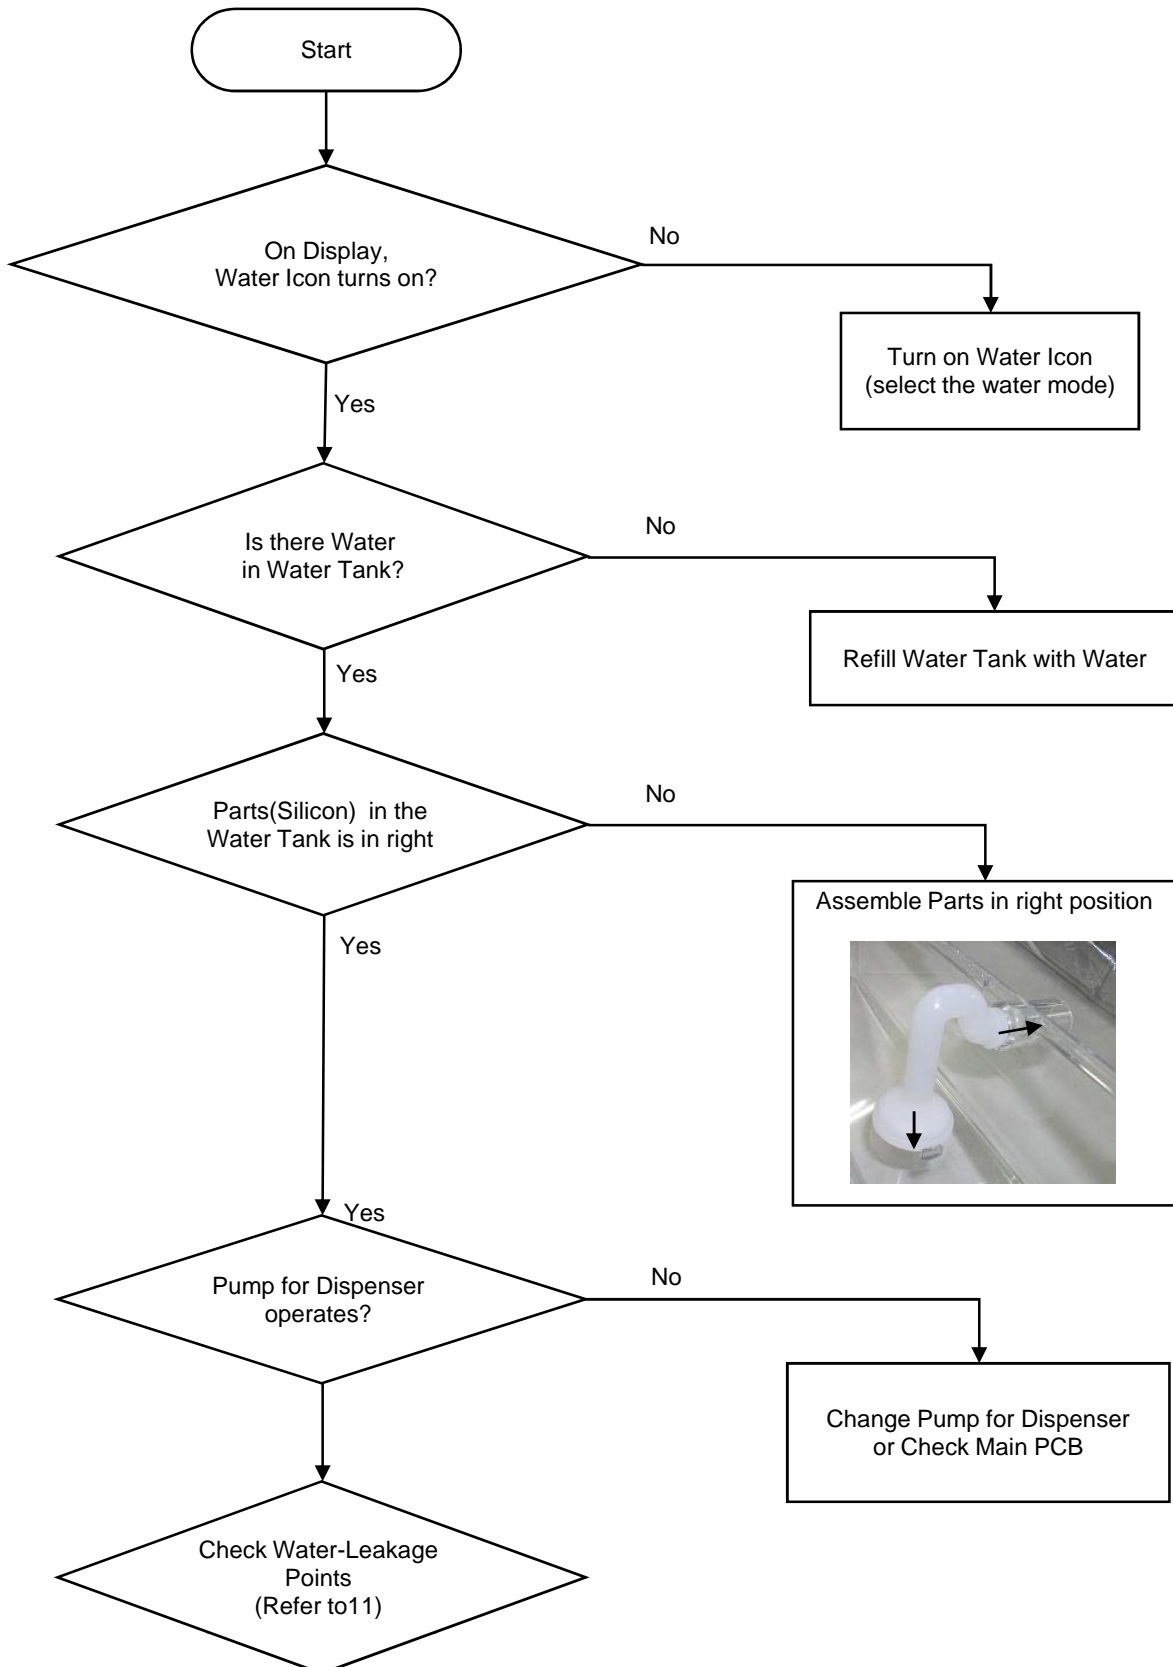 Start
On Display,
Water Icon turns on?
No
Turn on Water Icon
(select the water mode)
Yes
Is there Water
in Water Tank?
No
Refill Water Tank with Water
Yes
Parts(Silicon)  in the
Water Tank is in right
No
Assemble Parts in right position
Yes
Yes
Pump for Dispenser
operates?
No
Change Pump for Dispenser
or Check Main PCB
Check Water-Leakage
Points
(Refer to11)